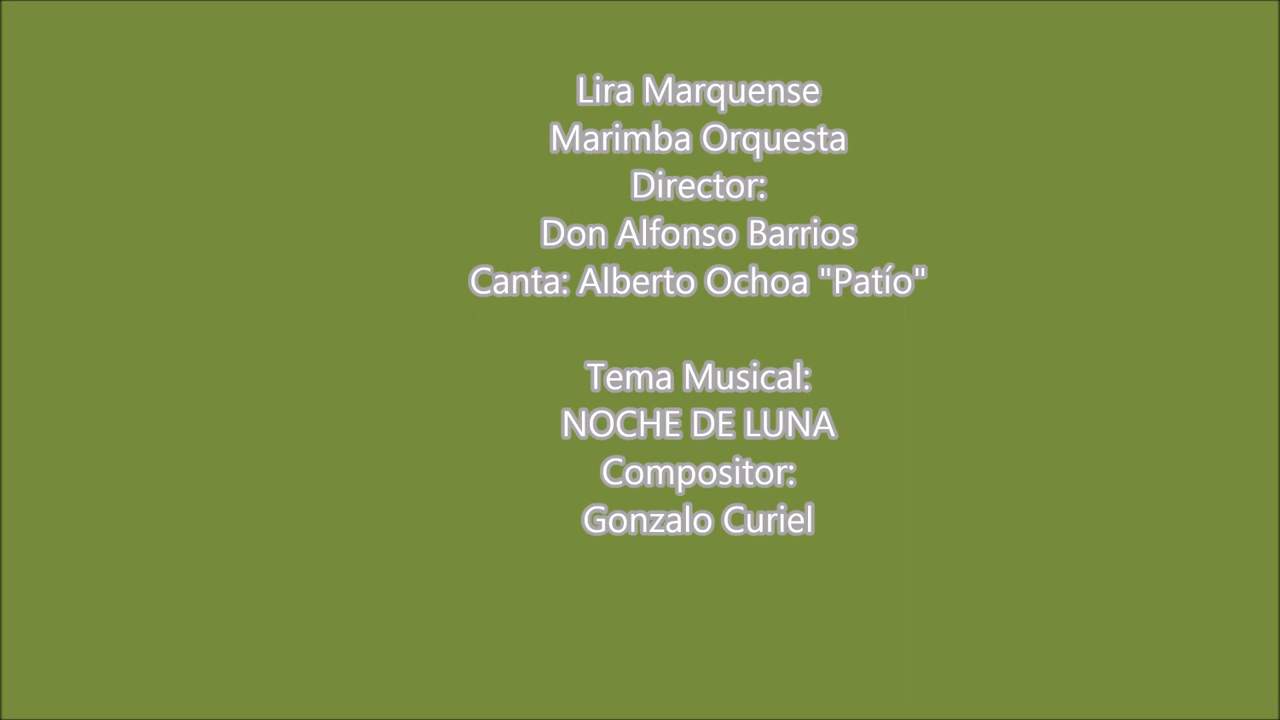 Lira Marquense
Marimba Orquesta
Director:
Don Alfonso Barrios
Canta: Alberto Ochoa "Patío"
Tema Musical:
NOCHE DE LUNA
Compositor:
Gonzalo Curiel